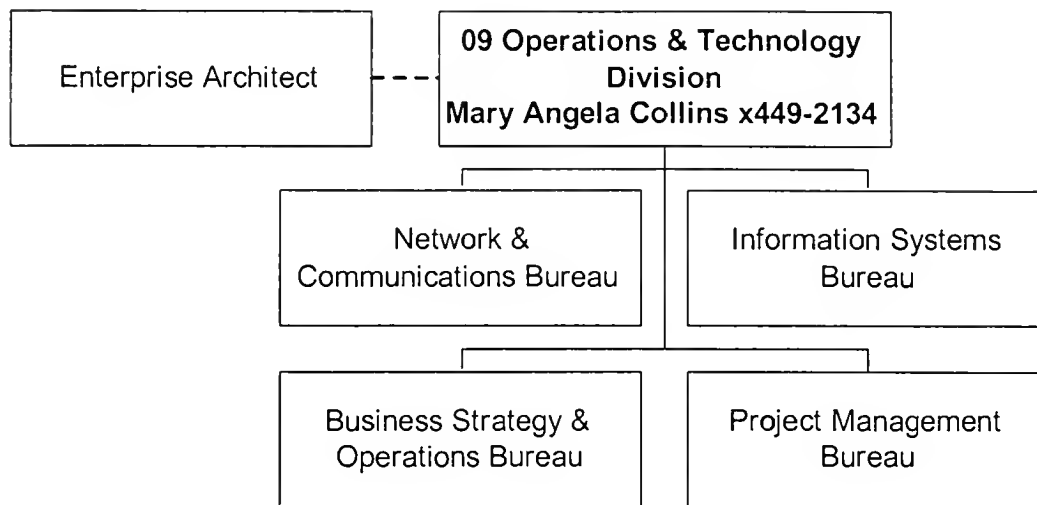 Enterprise Architect
09 Operations & Technology
Division
Mary Angela Collins x449-2134
Network &
Communications Bureau
Information Systems
Bureau
Business Strategy &
Operations Bureau
Project Management
Bureau